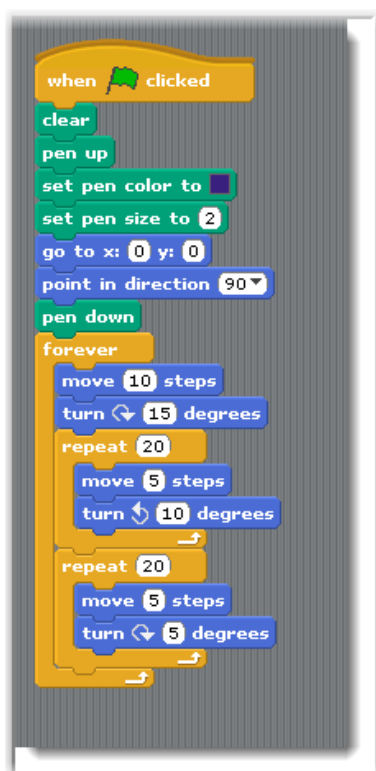 when clicked
clear
pen up
set pen color to
set pen size to 2
go to x: 0 y: 0
point in direction 90
pen down
forever
move 10 steps
turn 15 degrees
repeat 20
move 5 steps
turn 10 degrees
repeat 20
move 5 steps
turn 5 degrees